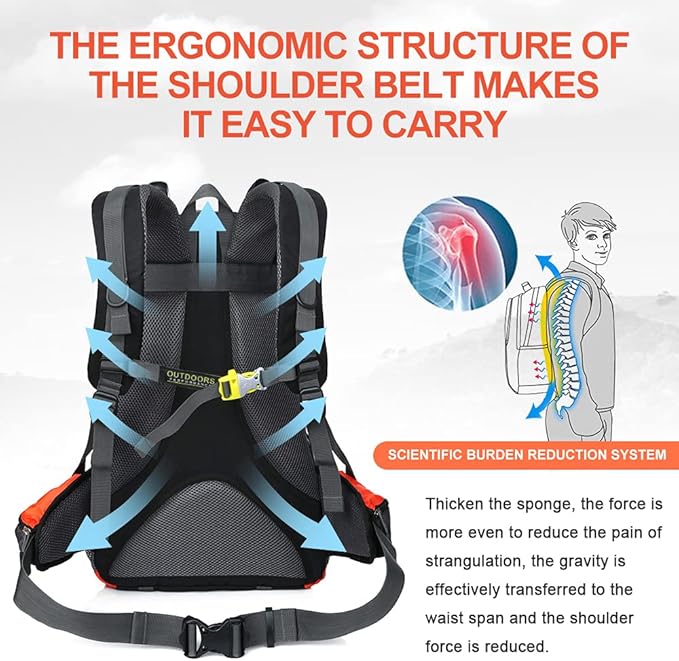 THE ERGONOMIC STRUCTURE OF
THE SHOULDER BELT MAKES
IT EASY TO CARRY
OUTDOORS
PERFORMANCE
SCIENTIFIC BURDEN REDUCTION SYSTEM
Thicken the sponge, the force is
more even to reduce the pain of
strangulation, the gravity is
effectively transferred to the
waist span and the shoulder
force is reduced.